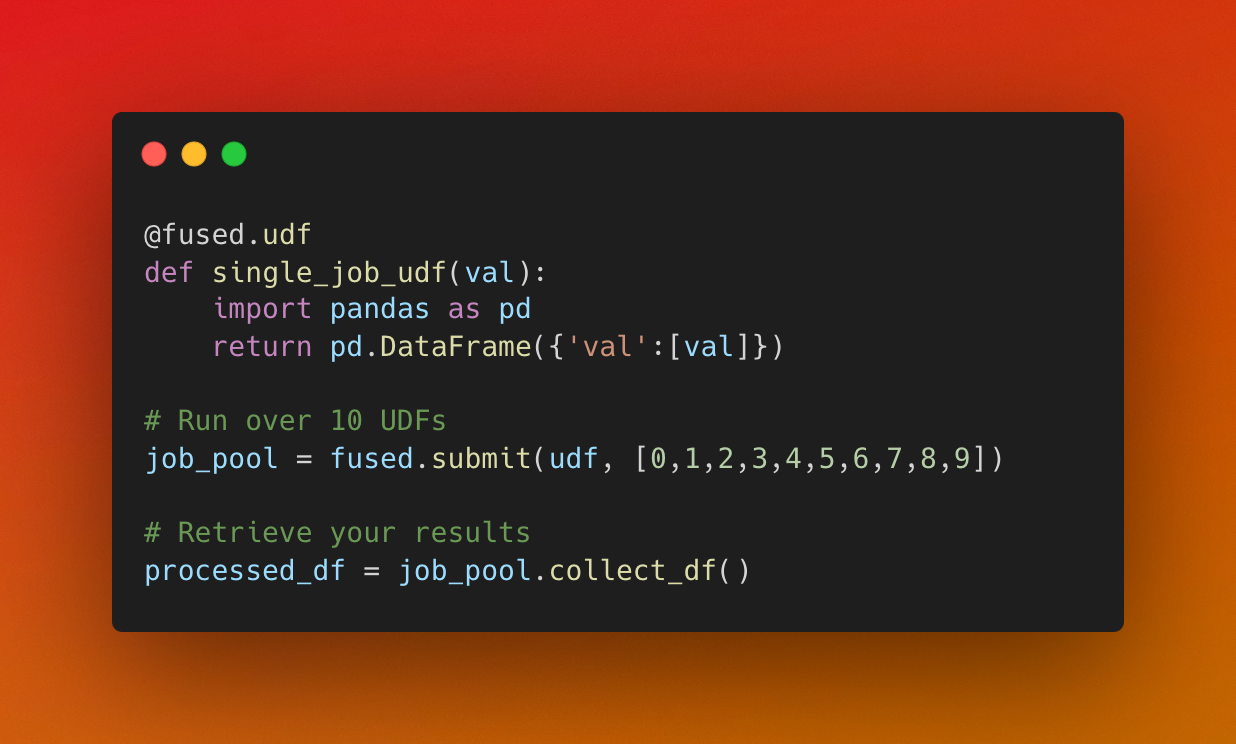 @fused.udf
def single_job_udf(val):
    import pandas as pd
    return pd.DataFrame({'val':[val]})
# Run over 10 UDFs
job_pool = fused.submit(udf, [0,1,2,3,4,5,6,7,8,9])
# Retrieve your results
processed_df = job_pool.collect_df()